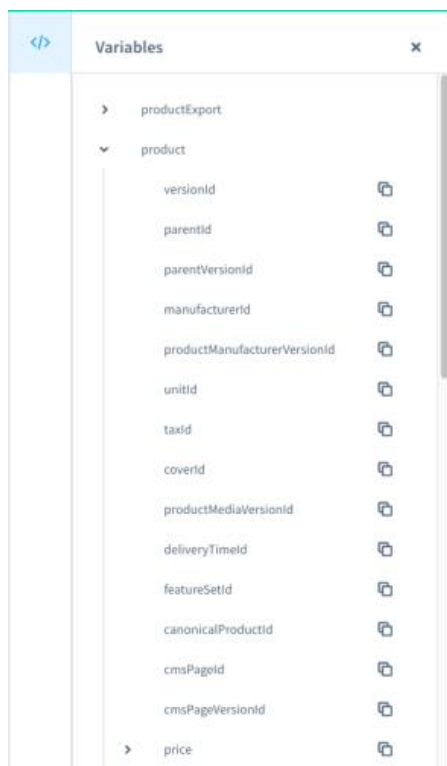 </>
Variables
productExport
product
versionId
parentId
parentVersionId
manufacturerId
productManufacturerVersionId
unitId
taxId
coverId
productMediaVersionId
deliveryTimeId
featureSetId
canonicalProductId
cmsPageId
cmsPageVersionId
price